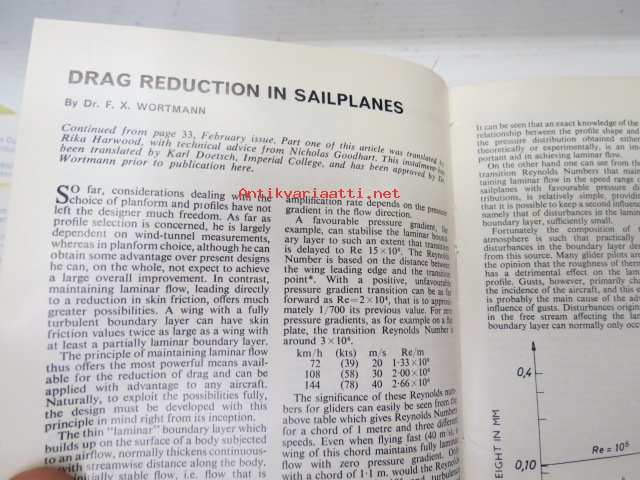 DRAG REDUCTION IN SAILPLANES
By Dr. F. X. WORTMANN
Continued from page 33, February issue. Part one of this article was translated by
Rika Harwood, with technical advice from Nicholas Goodhart. This instalment has
been translated by Karl Doetsch, Imperial College, and has been approved by Dr.
Wortmann prior to publication here.
Antikvariaatti.net
SO far, considerations dealing with the
choice of planform and profiles have not
left the designer much freedom. As far as
profile selection is concerned, he is largely
dependent on wind-tunnel measurements,
whereas in planform choice, although he can
obtain some advantage over present designs
he can, on the whole, not expect to achieve
a large overall improvement. In contrast,
maintaining laminar flow, leading directly
to a reduction in skin friction, offers much
greater possibilities. A wing with a fully
turbulent boundary layer can have skin
friction values twice as large as a wing with
at least a partially laminar boundary layer.
The principle of maintaining laminar flow
thus offers the most powerful means avail-
able for the reduction of drag and can be
applied with advantage to any aircraft.
Naturally, to exploit the possibilities fully,
the design must be developed with this
principle in mind right from its inception.
The thin "laminar" boundary layer which
builds up on the surface of a body subjected
to an airflow, normally thickens continuous-
with streamwise distance along the body.
initially stable flow, i.e. flow that is
amplification rate depends on the pressure
gradient in the flow direction.
A favourable pressure gradient, for
example, can stabilise the laminar bound-
ary layer to such an extent that transition
is delayed to Re 15×10⁶. The Reynolds
Number is based on the distance between
the wing leading edge and the transition
point*. With a positive, unfavourable
pressure gradient transition can be as far
forward as Re=2×10⁴, that is to approx-
imately 1/700 its previous value. For zero
pressure gradients, as for example on a flat
plate, the transition Reynolds Number is
around 3×10⁶.
km/h (kts) m/s Re/m
72 (39) 20 1·33×10⁶
108 (58) 30 2·00×10⁶
144 (78) 40 2·66×10⁶
The significance of these Reynolds num-
bers for gliders can easily be seen from the
above table which gives Reynolds Numbers
for a chord of 1 metre and three different
speeds. Even when flying fast (40 m/s)
wing of this chord maintains fully laminar
flow with zero pressure gradient. Only
with a chord of 1·1 m. would the Reynolds
and turbulent
It can be seen that an exact knowledge of the
relationship between the profile shape and
the pressure distribution obtained either
theoretically or experimentally, is an im-
portant aid in achieving laminar flow.
On the other hand one can see from the
transition Reynolds Numbers that main-
taining laminar flow in the speed range of
sailplanes with favourable pressure dis-
tributions, is relatively simple, provided
that it is possible to keep a second influence,
namely that of disturbances in the laminar
boundary layer, sufficiently small.
Fortunately the composition of
atmosphere is such that practically
disturbances in the boundary layer
from this source. Many glider pilots are
the opinion that the roughness of
has a detrimental effect on the laminar
profile. Gusts, however, primarily change
the incidence of the aircraft, and this
is probably the main cause of the
influence of gusts. Disturbances
in the free stream affecting the laminar
boundary layer can normally only
0,4
HEIGHT IN MM
Re = 10⁵
0,10